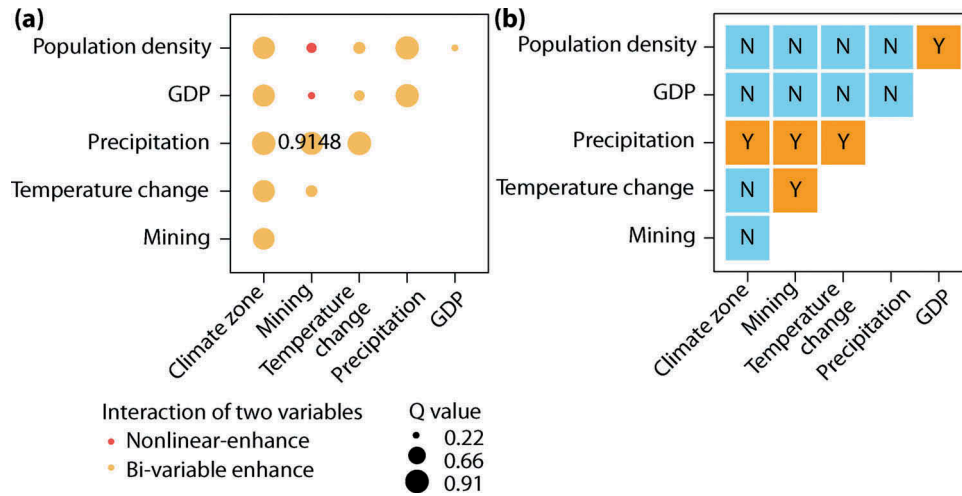 (a)
Population density
GDP
Precipitation
0.9148
Temperature change
Mining
Climate zone
Mining
Temperature
change
Precipitation
GDP
Interaction of two variables
Nonlinear-enhance
Bi-variable enhance
Q value
0.22
0.66
0.91
(b)
Population density
N N N N Y
GDP
N N N N
Precipitation
Y Y Y
Temperature change
N Y
Mining
N
Climate zone
Mining
Temperature
change
Precipitation
GDP